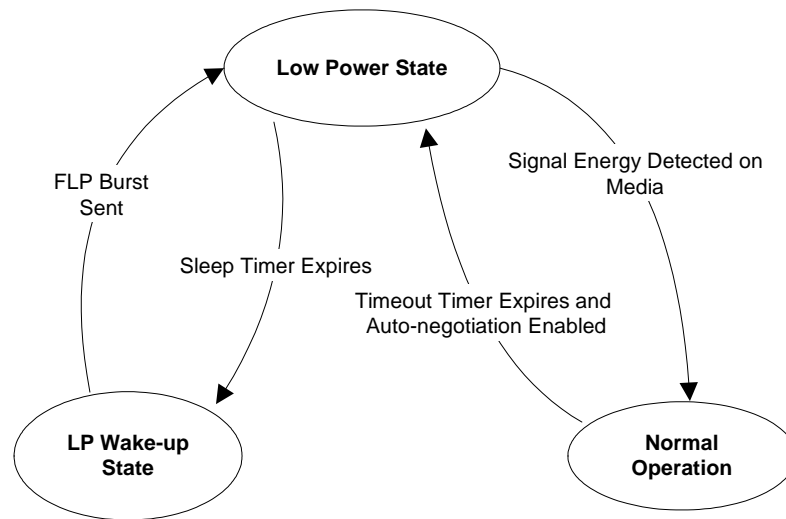 Low Power State
Signal Energy Detected on
Media
FLP Burst
Sent
Sleep Timer Expires
Timeout Timer Expires and
Auto-negotiation Enabled
LP Wake-up
State
Normal
Operation